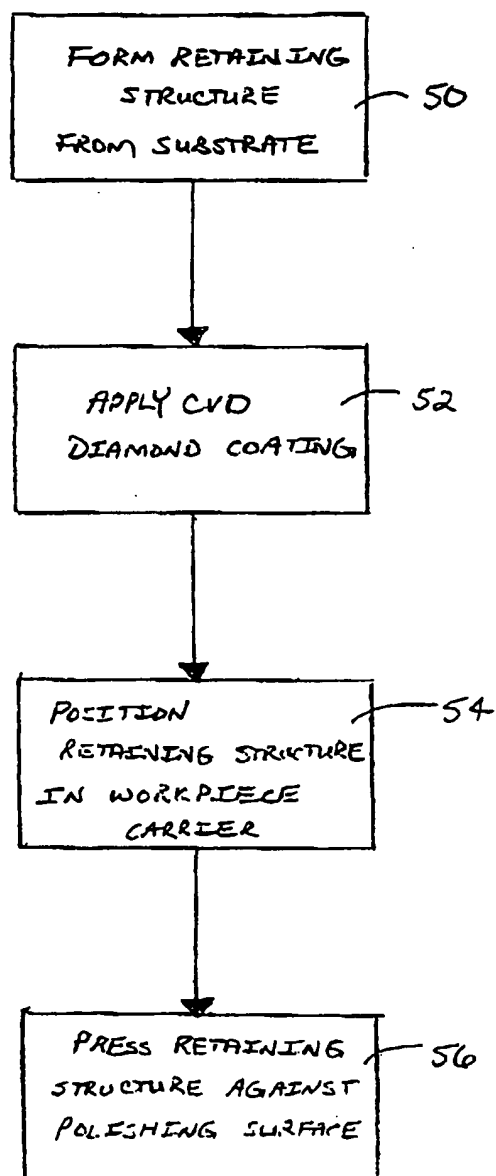 FORM RETAINING
STRUCTURE
50
FROM SUBSTRATE
APPLY CVD
52
DIAMOND COATING
POSITION
54
RETAINING STRUCTURE
IN WORKPIECE
CARRIER
PRESS RETAINING
56
STRUCTURE AGAINST
POLISHING SURFACE